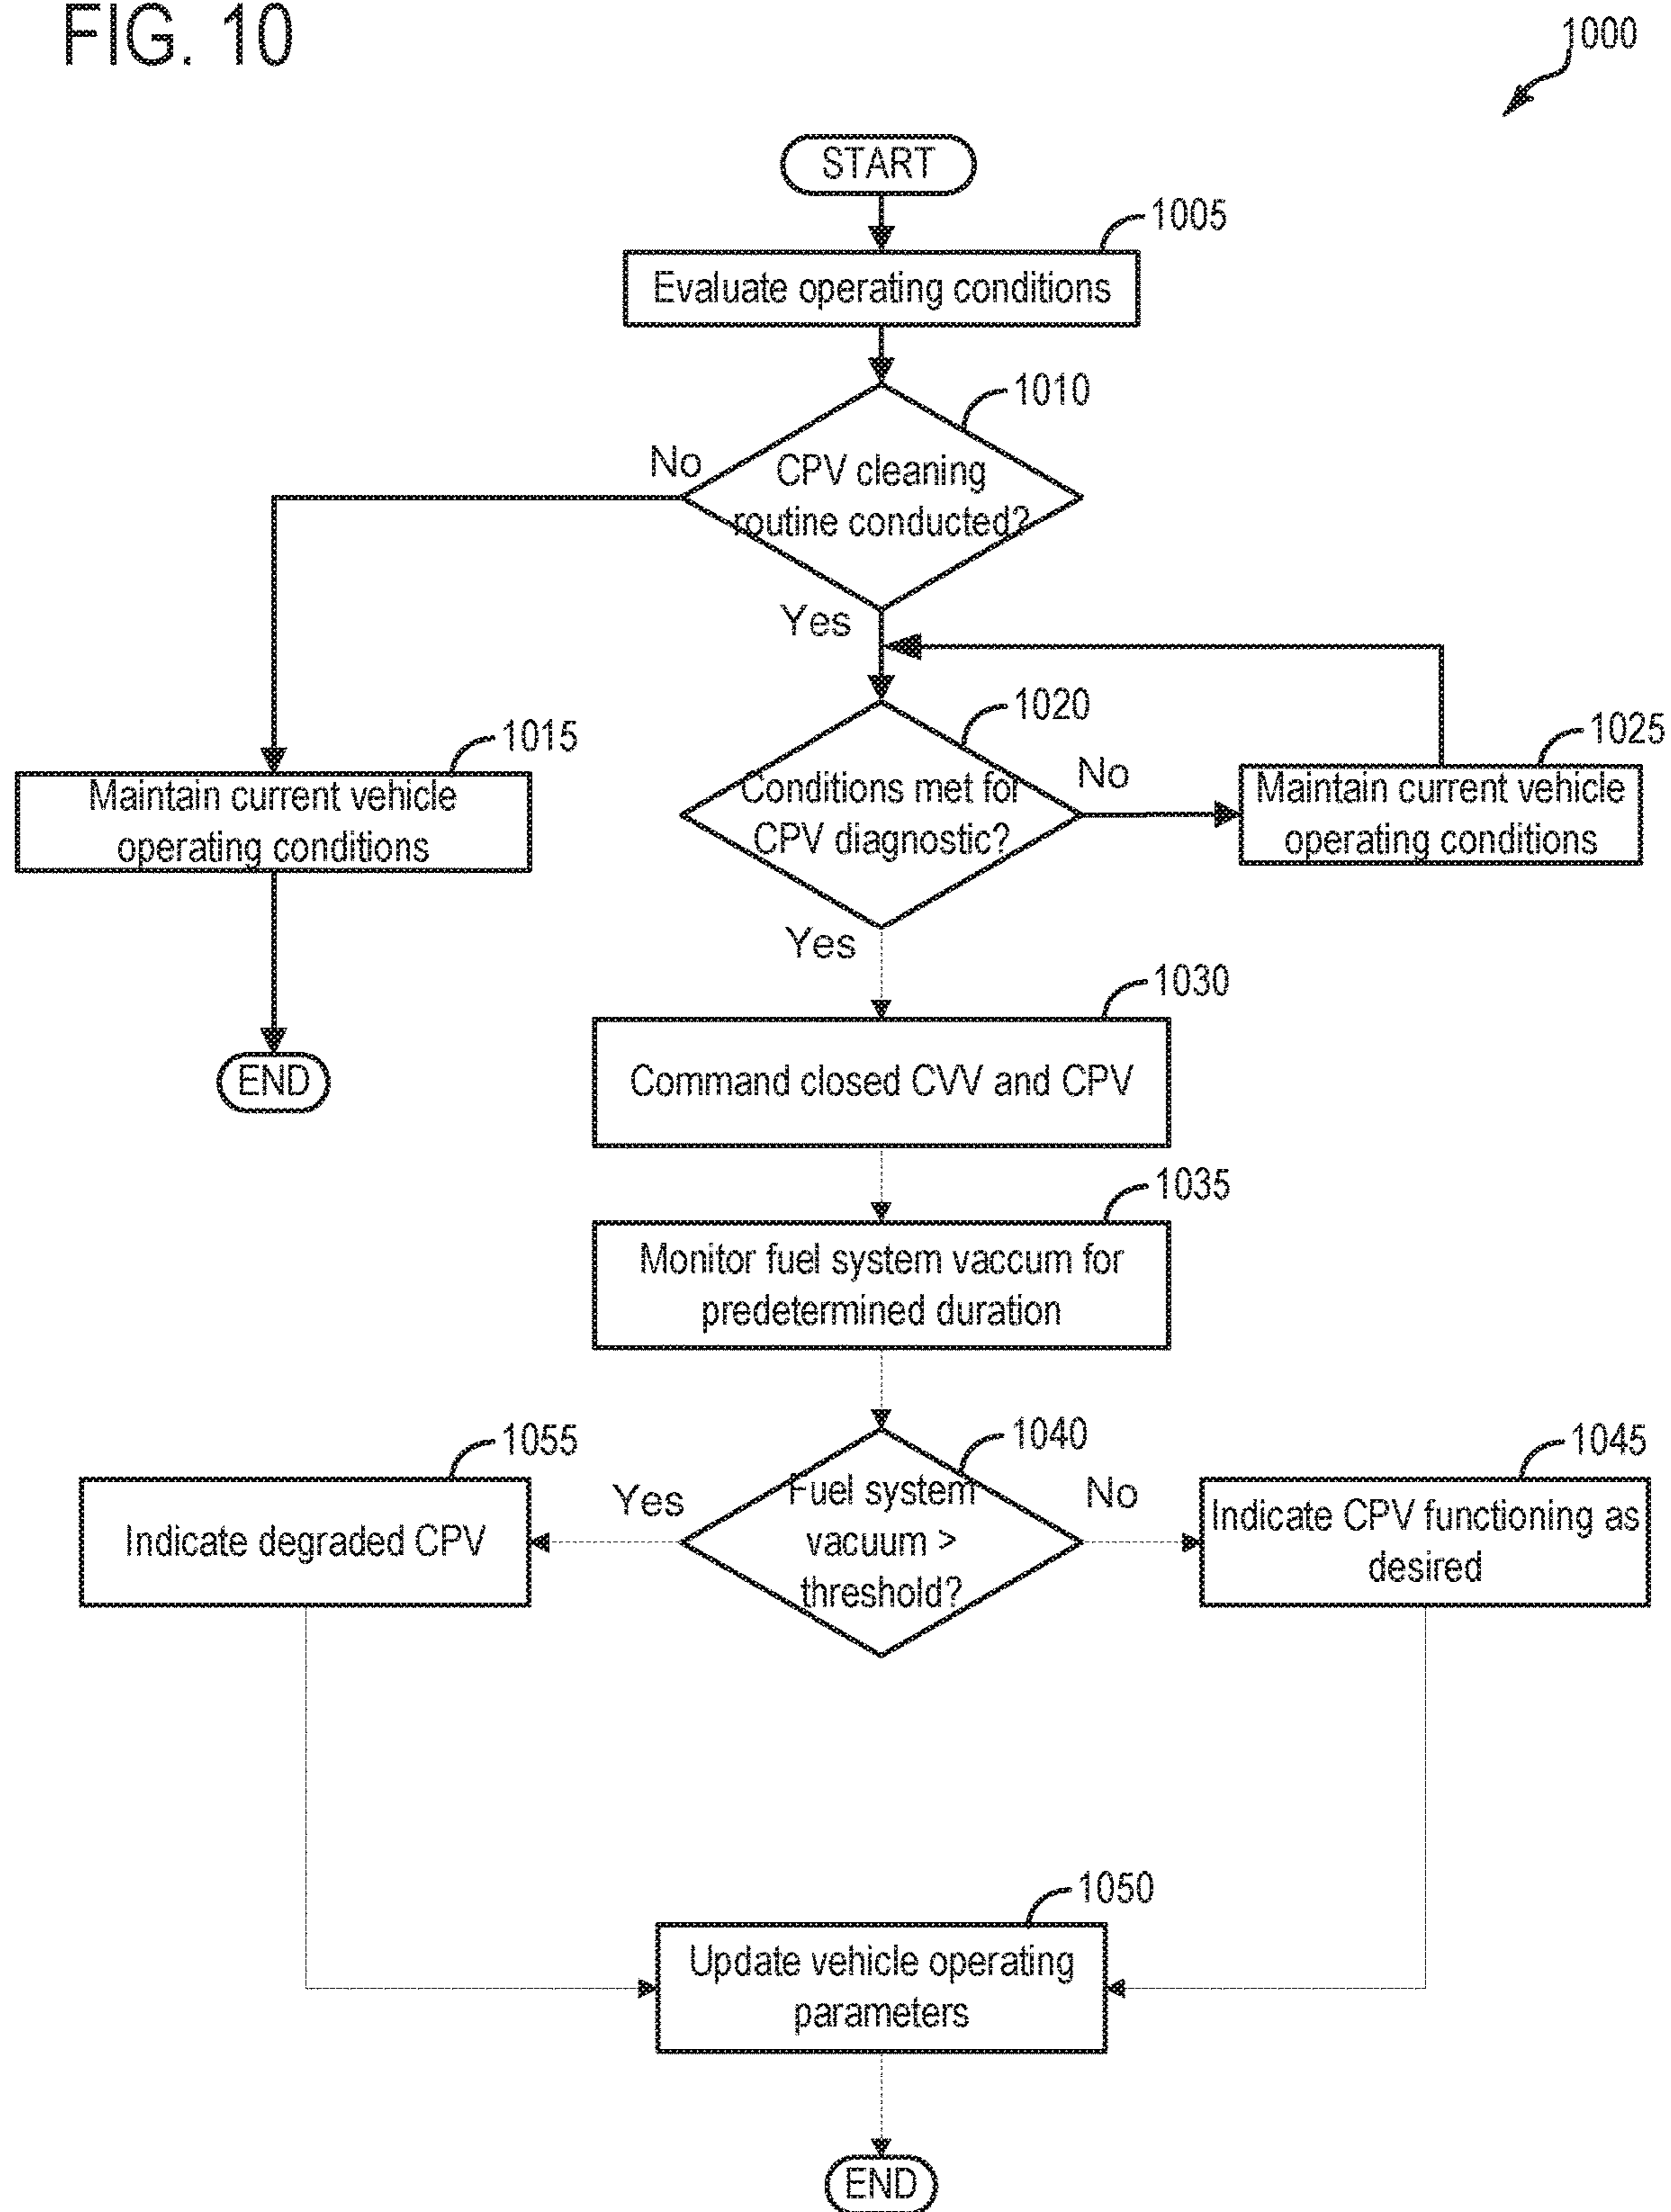 FIG. 10
1000
START
1005
Evaluate operating conditions
1010
No
CPV cleaning
routine conducted?
Yes
1020
1015
1025
Maintain current vehicle
operating conditions
Conditions met for
CPV diagnostic?
No
Maintain current vehicle
operating conditions
Yes
1030
END
Command closed CVV and CPV
1035
Monitor fuel system vaccum for
predetermined duration
1055
1040
1045
Indicate degraded CPV
Yes
Fuel system
vacuum >
threshold?
No
Indicate CPV functioning as
desired
1050
Update vehicle operating
parameters
END